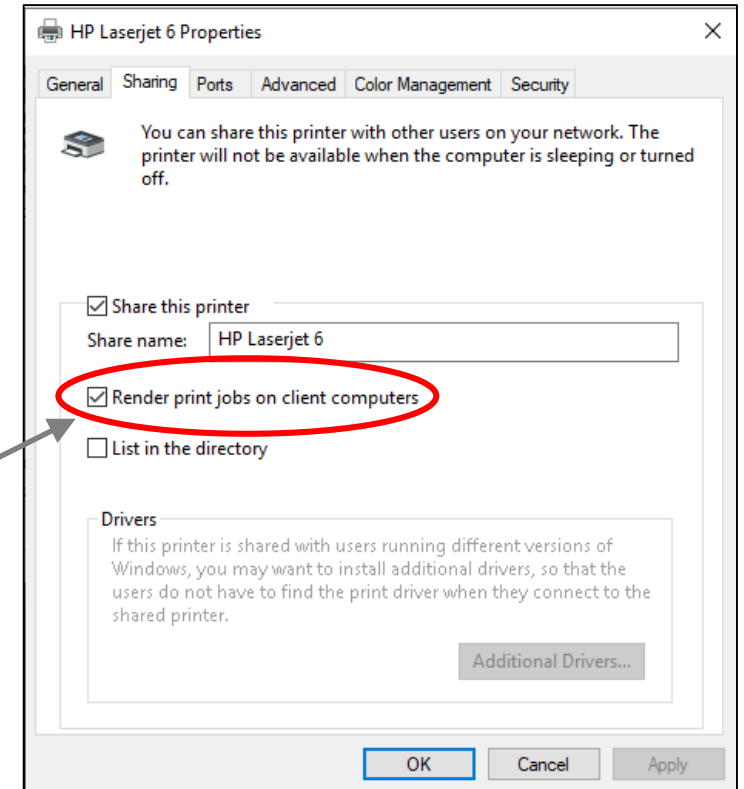 HP Laserjet 6 Properties
General Sharing Ports Advanced Color Management Security
You can share this printer with other users on your network. The
printer will not be available when the computer is sleeping or turned
off.
Share this printer
Share name: HP Laserjet 6
Render print jobs on client computers
List in the directory
Drivers
If this printer is shared with users running different versions of
Windows, you may want to install additional drivers, so that the
users do not have to find the print driver when they connect to the
shared printer.
Additional Drivers...
OK Cancel Apply